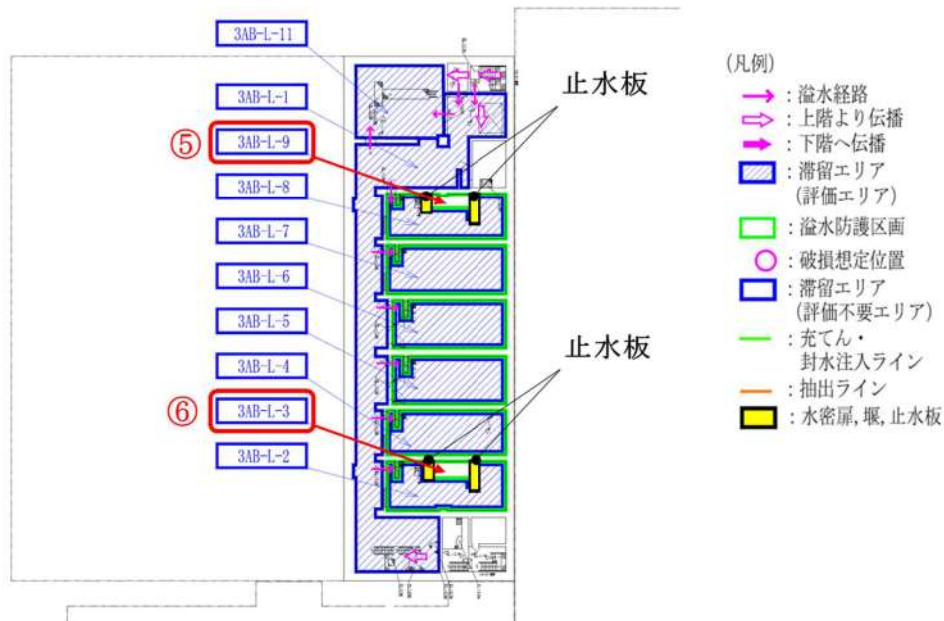 3AB-L-11
3AB-L-1
⑤
3AB-L-9
3AB-L-8
3AB-L-7
3AB-L-6
3AB-L-5
3AB-L-4
⑥
3AB-L-3
3AB-L-2
止水板
止水板
(凡例)
：溢水経路
：上階より伝播
：下階へ伝播
：滞留エリア
(評価エリア)
：溢水防護区画
：破損想定位置
：滞留エリア
(評価不要エリア)
：充てん・
封水注入ライン
：抽出ライン
：水密扉, 堰, 止水板